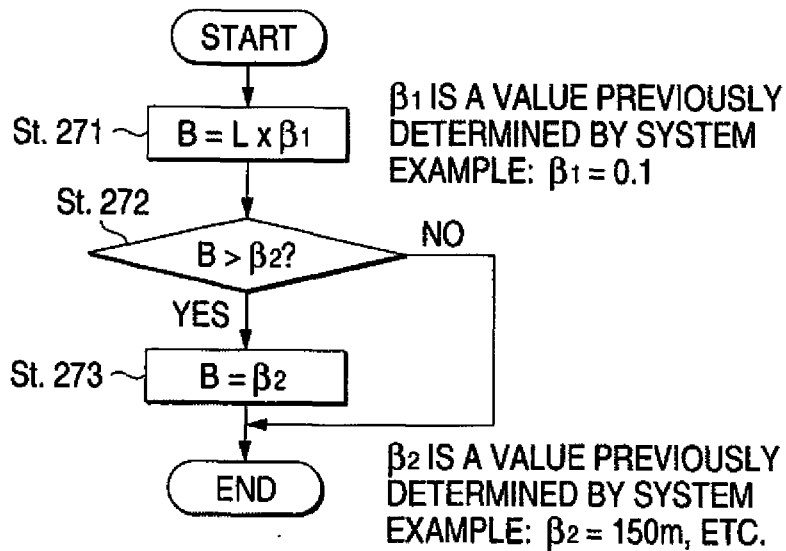 START
St. 271
B = L x β1
β1 IS A VALUE PREVIOUSLY
DETERMINED BY SYSTEM
EXAMPLE: β1 = 0.1
St. 272
B > β2?
NO
YES
St. 273
B = β2
END
β2 IS A VALUE PREVIOUSLY
DETERMINED BY SYSTEM
EXAMPLE: β2 = 150m, ETC.